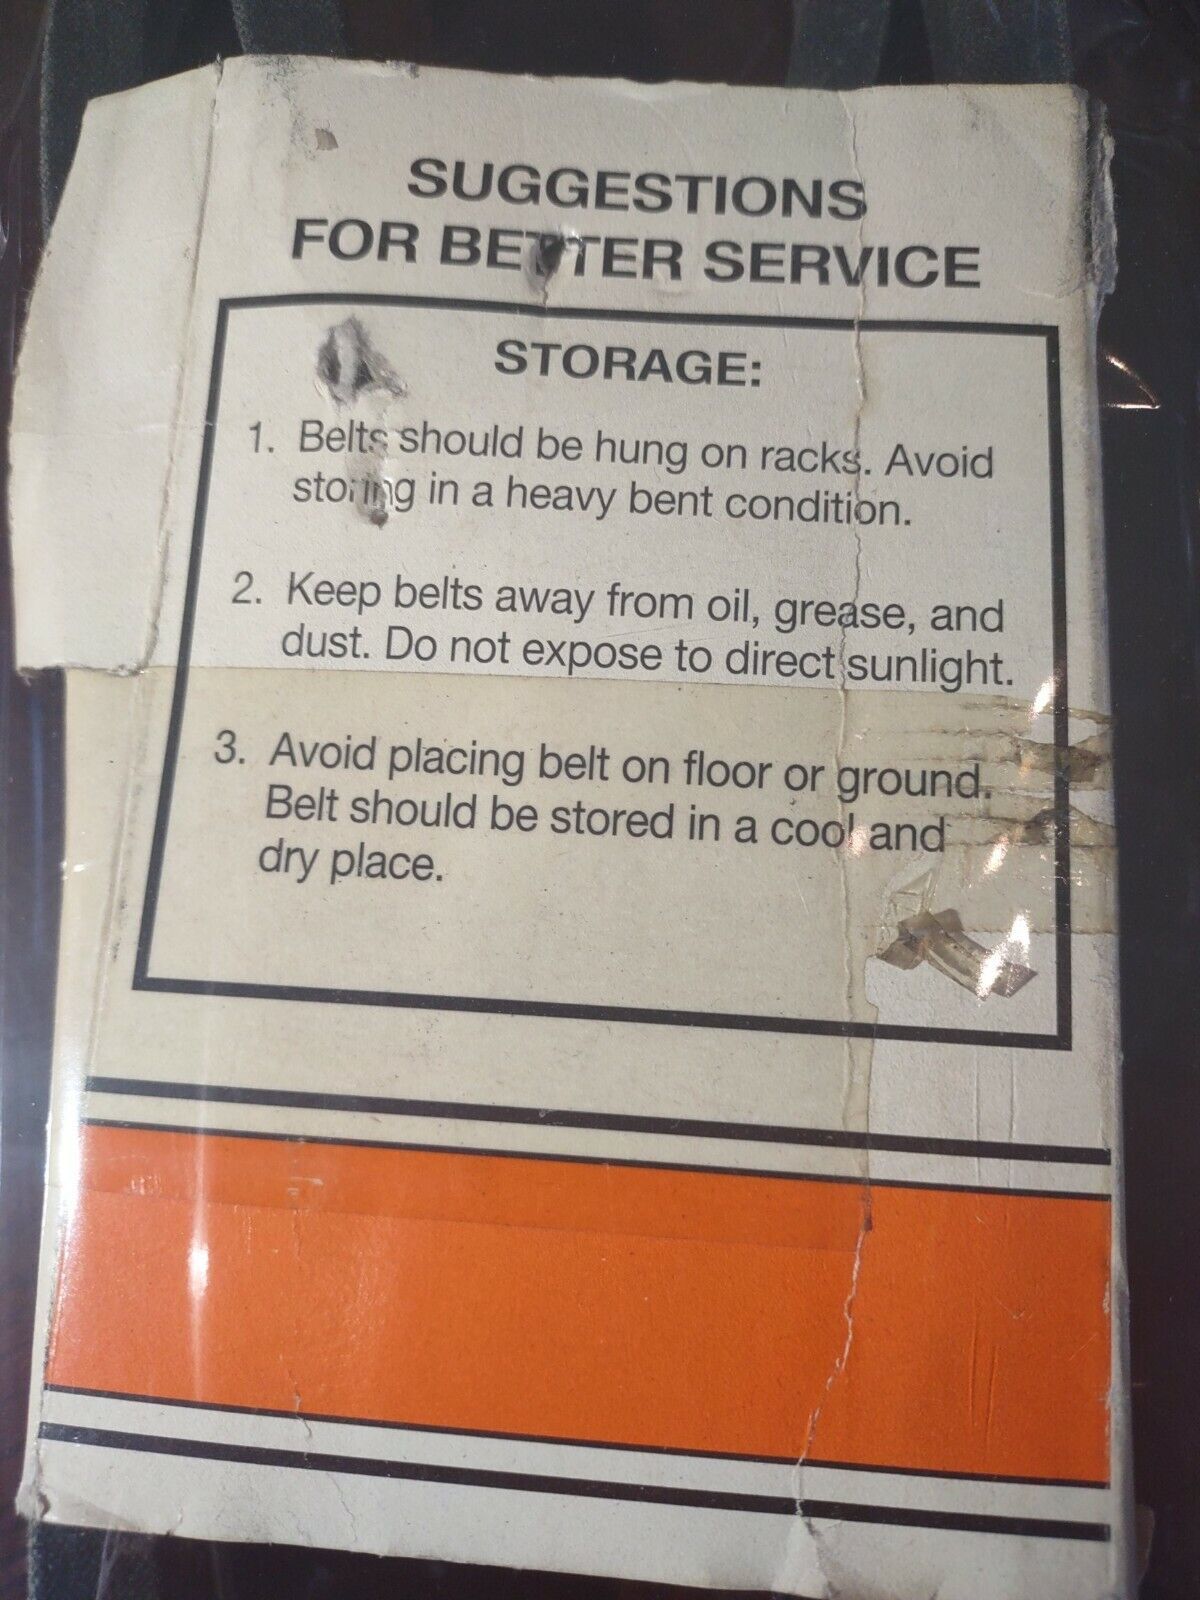 SUGGESTIONS
FOR BETTER SERVICE
STORAGE:
1. Belts should be hung on racks. Avoid
storing in a heavy bent condition.
2. Keep belts away from oil, grease, and
dust. Do not expose to direct sunlight.
3. Avoid placing belt on floor or ground.
Belt should be stored in a cool and
dry place.